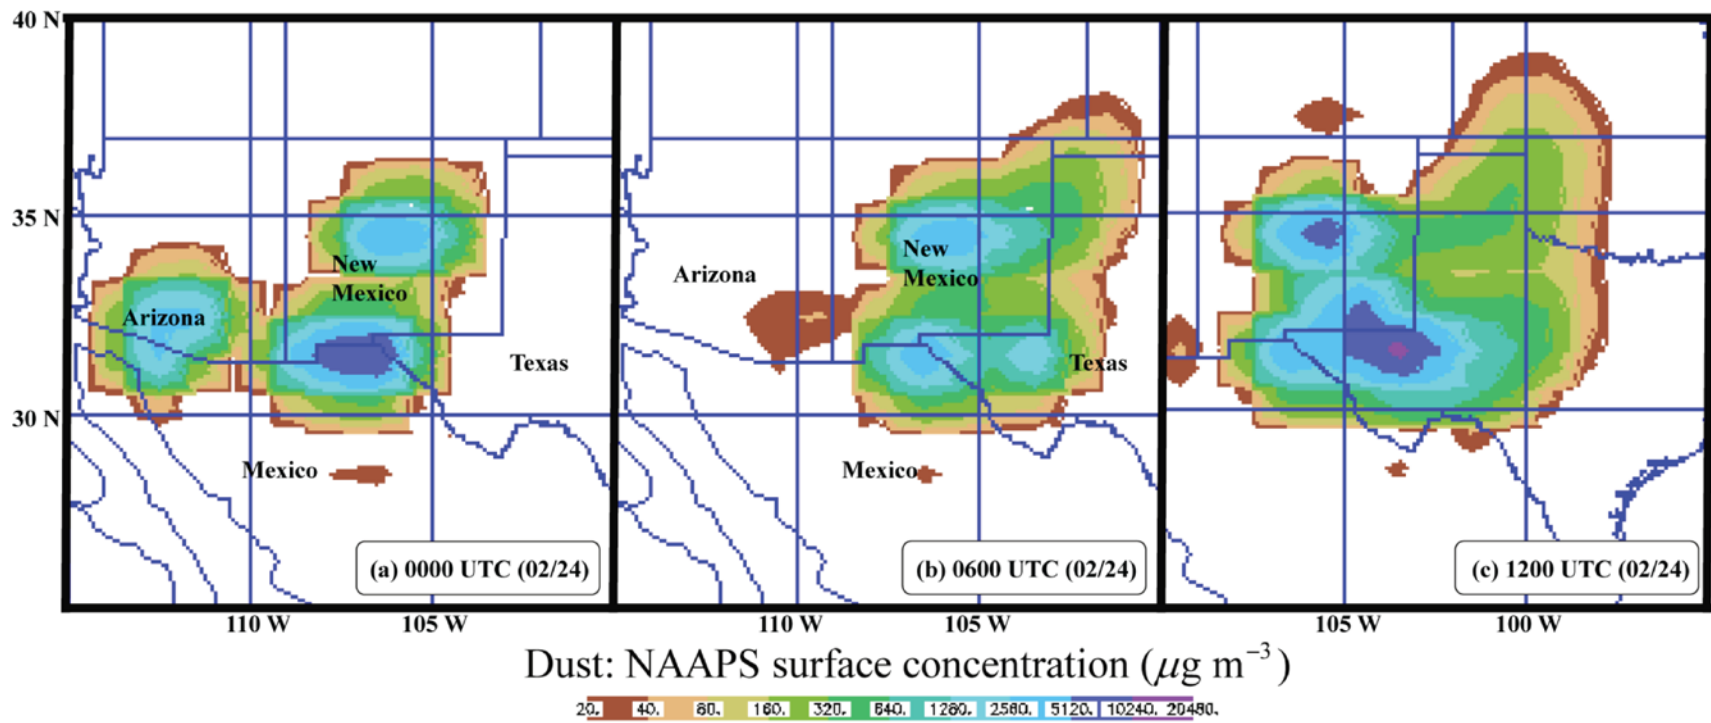 40 N
35 N
30 N
New
Mexico
Arizona
Texas
Mexico
(a) 0000 UTC (02/24)
New
Mexico
Arizona
Texas
Mexico
(b) 0600 UTC (02/24)
(c) 1200 UTC (02/24)
110 W 105 W 110 W 105 W 105 W 100 W
Dust: NAAPS surface concentration (μg m⁻³)
20. 40. 80. 160. 320. 640. 1280. 2560. 5120. 10240. 20480.